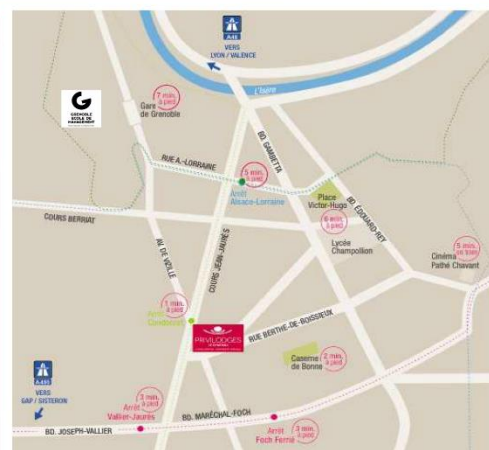 A48
VERS
LYON / VALENCE
L'Isère
G
GRENOBLE
ECOLE DE
MANAGEMENT
7 min.
à pied
Gare
de Grenoble
BD. GAMBETTA
RUE A.-LORRAINE
5 min.
à pied
Arrêt
Alsace-Lorraine
Place
Victor-Hugo
BD. ÉDOUARD-REY
COURS BERRIAT
6 min.
à pied
Lycée
Champollion
5 min.
en tram
Cinéma
Pathé Chavant
AV. DE VIZILLE
COURS JEAN-JAURÈS
1 min.
à pied
Arrêt
PRIVILODGES
RUE BERTHE-DE-BOISSIEUX
Caserne
de Bonne
2 min.
à pied
A480
VERS
GAP / SISTERON
3 min.
à pied
Arrêt
Vallier-Jaurès
BD. MARÉCHAL-FOCH
BD. JOSEPH-VALLIER
Arrêt
Foch Ferrié
3 min.
à pied